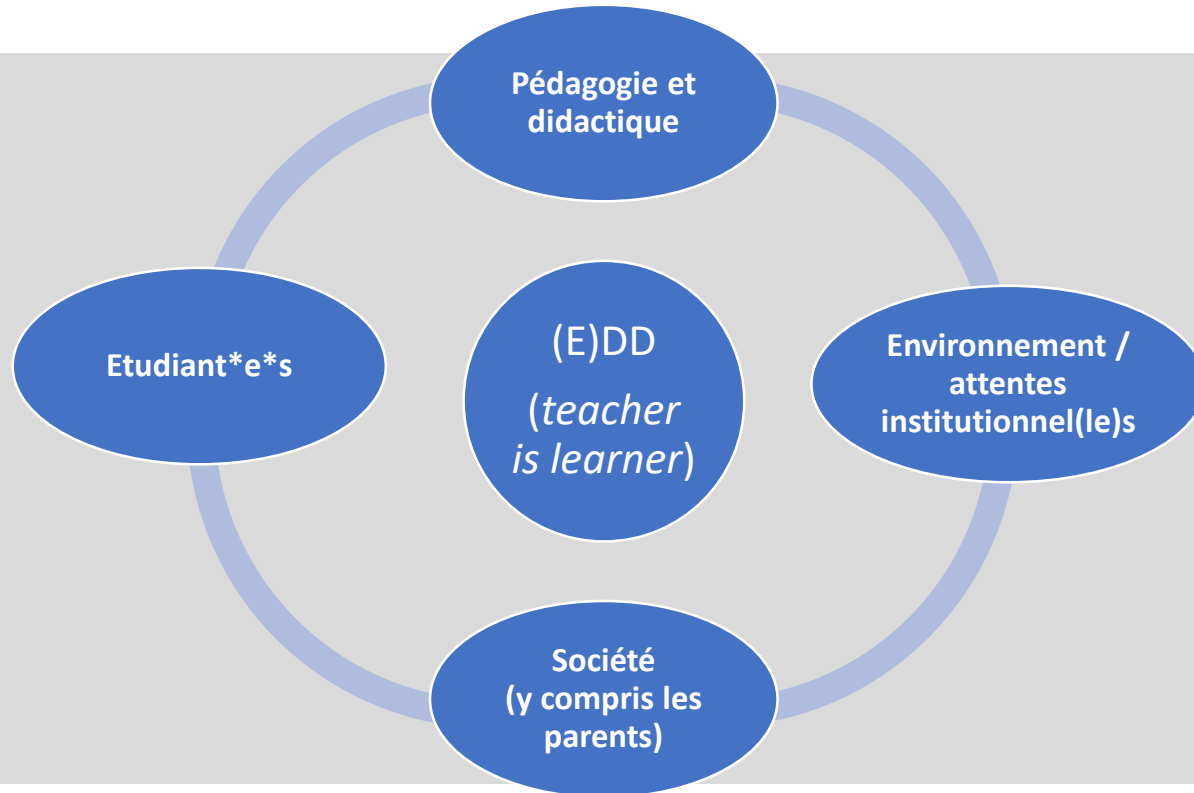 Pédagogie et
didactique
Etudiant*e*s
(E)DD
(teacher
is learner)
Environnement /
attentes
institutionnel(le)s
Société
(y compris les
parents)